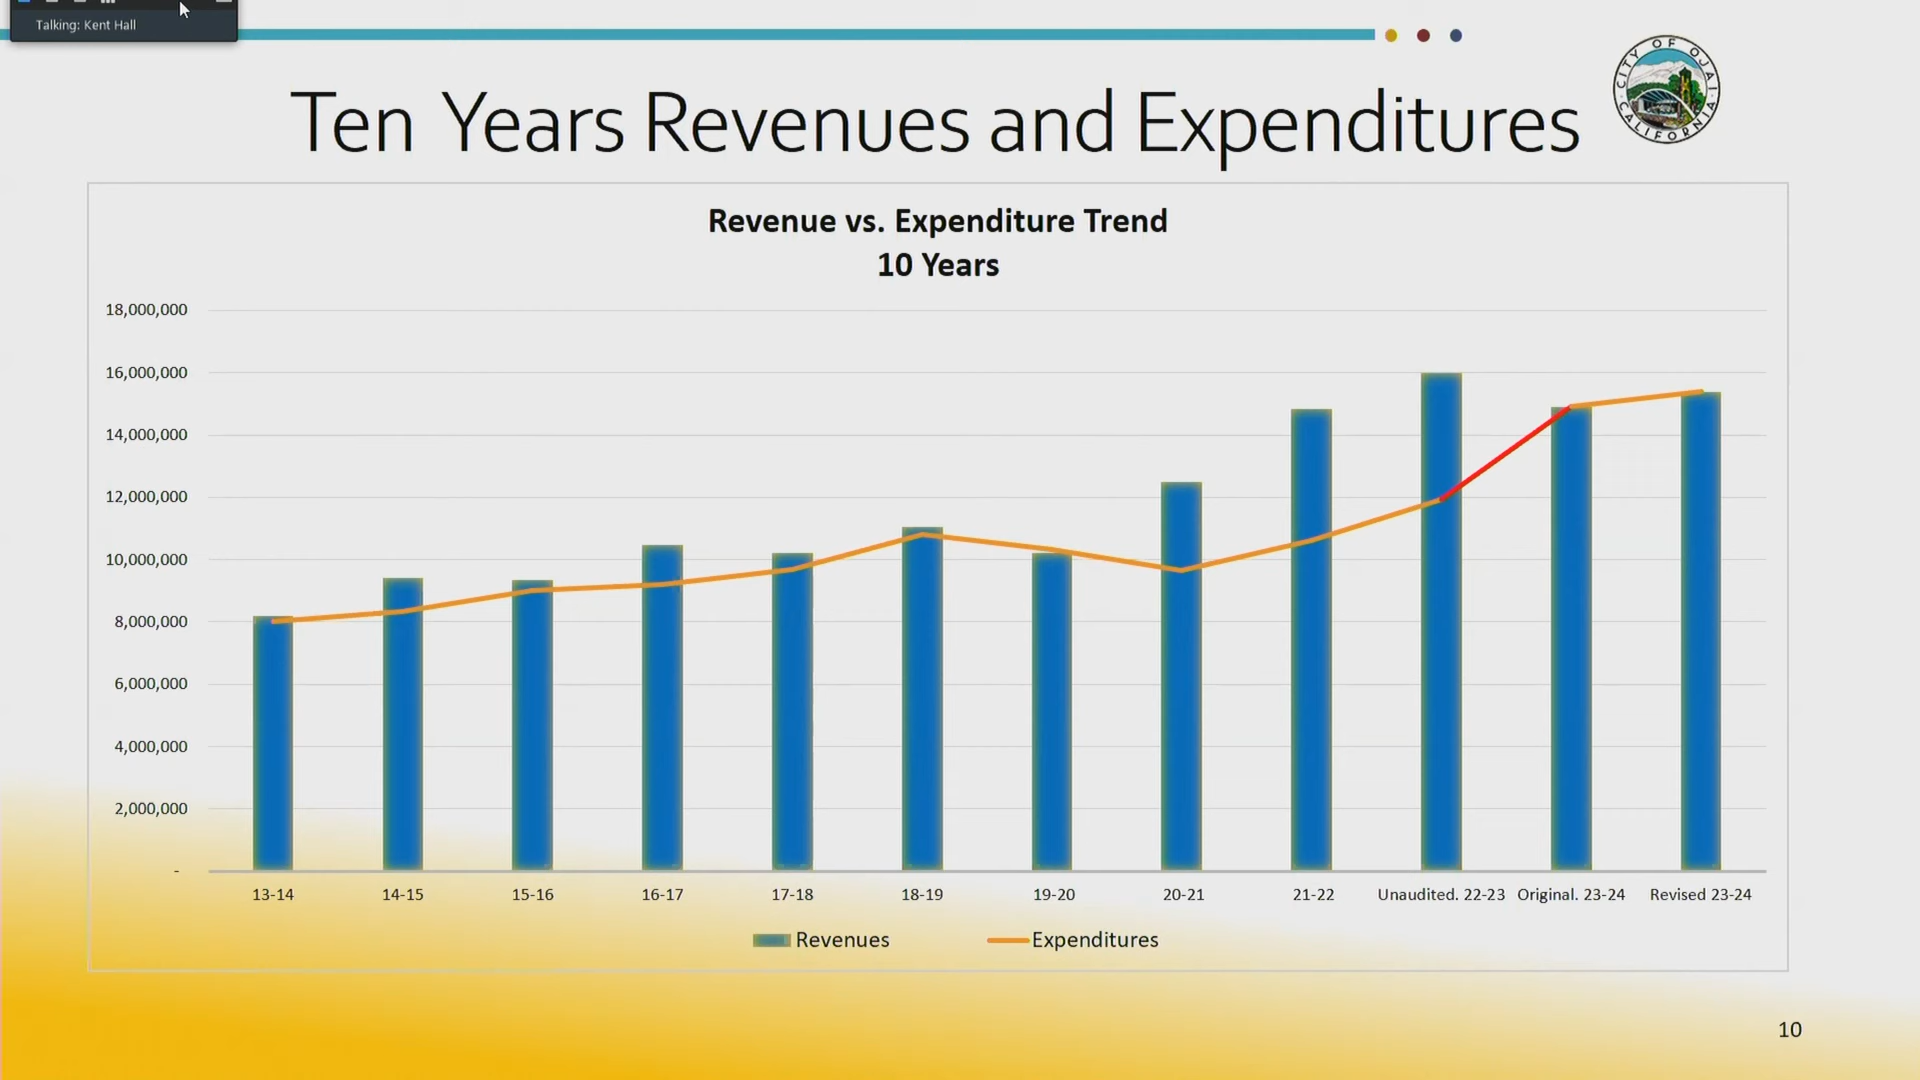 Talking: Kent Hall
CITY OF OJAI
CALIFORNIA
Ten Years Revenues and Expenditures
Revenue vs. Expenditure Trend
10 Years
18,000,000
16,000,000
14,000,000
12,000,000
10,000,000
8,000,000
6,000,000
4,000,000
2,000,000
-
13-14 14-15 15-16 16-17 17-18 18-19 19-20 20-21 21-22 Unaudited. 22-23 Original. 23-24 Revised 23-24
Revenues Expenditures
10